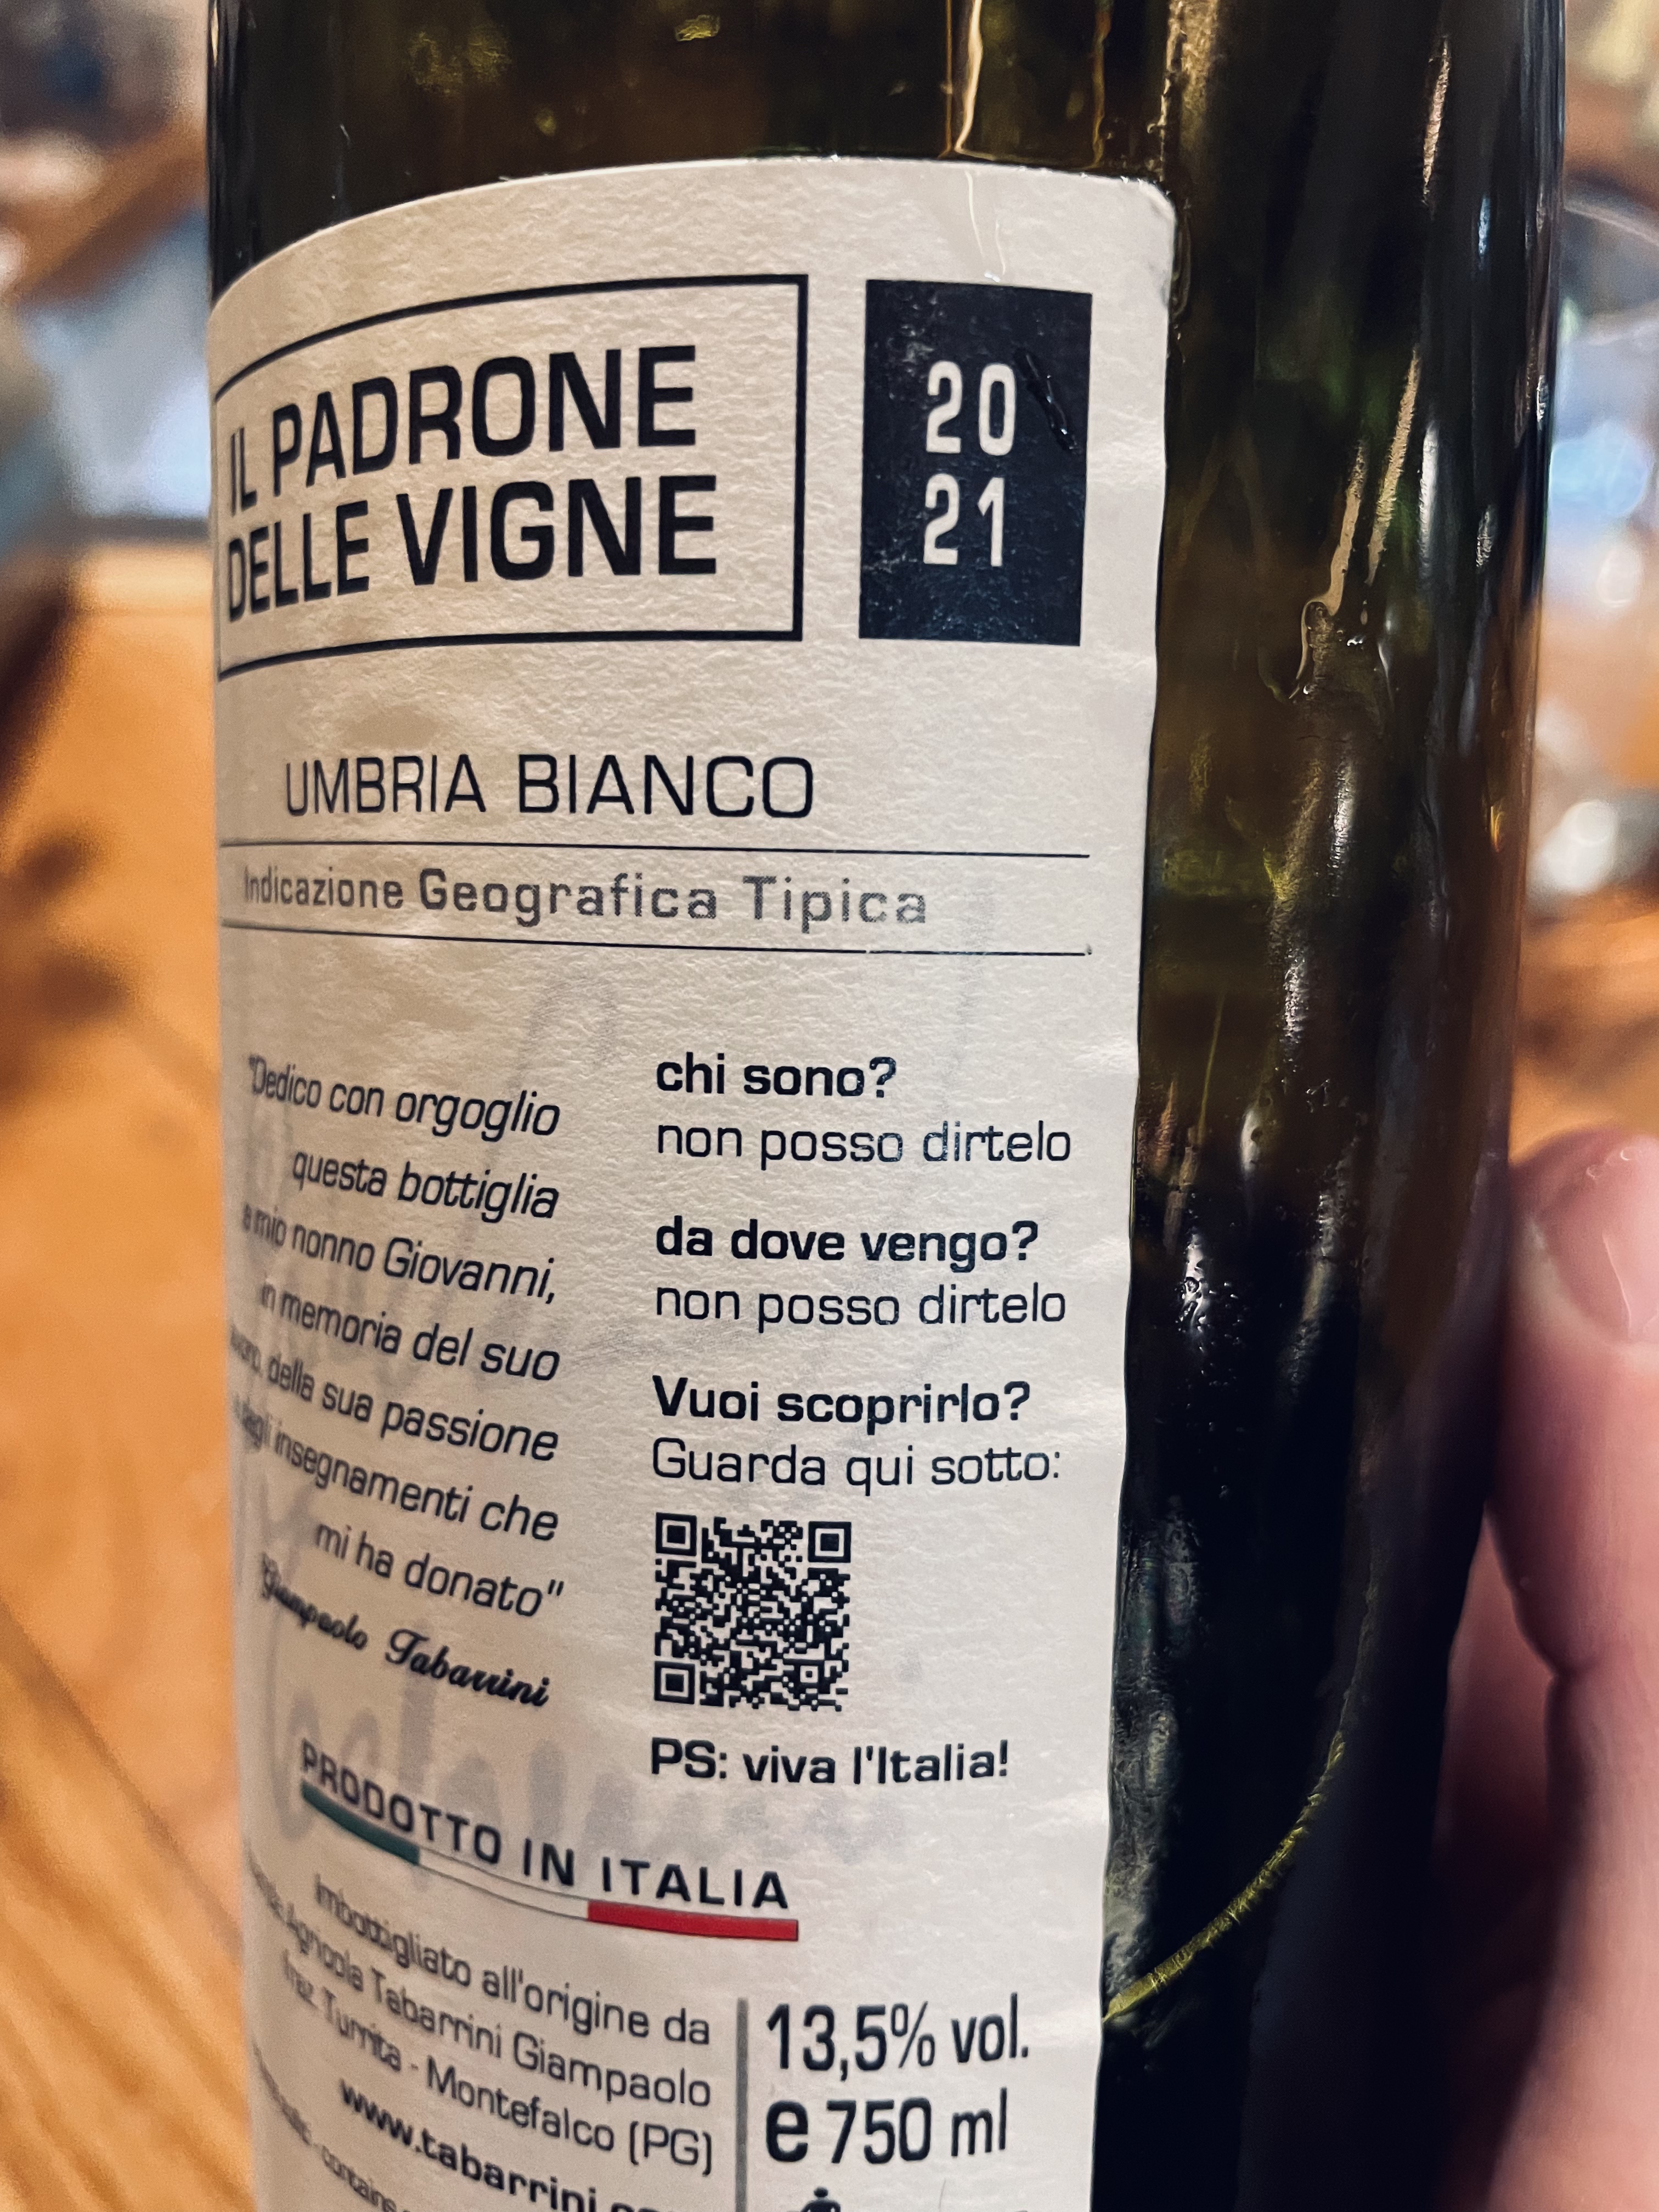 IL PADRONE
DELLE VIGNE
20
21
UMBRIA BIANCO
Indicazione Geografica Tipica
"Dedico con orgoglio
questa bottiglia
a mio nonno Giovanni,
in memoria del suo
della sua passione
insegnamenti che
mi ha donato"
Giampaolo Tabarrini
chi sono?
non posso dirtelo
da dove vengo?
non posso dirtelo
Vuoi scoprirlo?
Guarda qui sotto:
PS: viva l'Italia!
PRODOTTO IN ITALIA
imbottigliato all'origine da
Agricola Tabarrini Giampaolo
fraz. Turrita - Montefalco (PG)
www.tabarrini
contains
13,5% vol.
e 750 ml